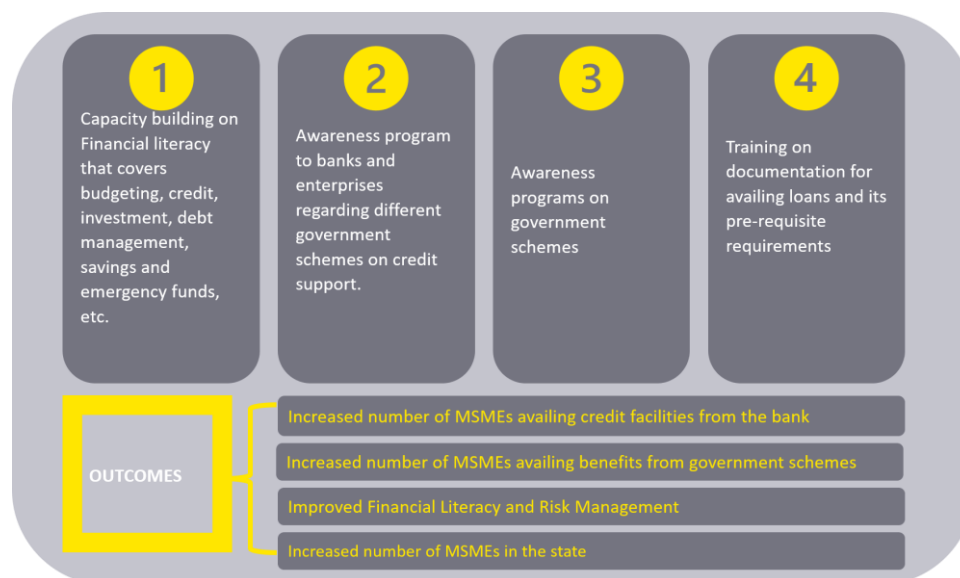 1
Capacity building on
Financial literacy
that covers
budgeting, credit,
investment, debt
management,
savings and
emergency funds,
etc.
2
Awareness program
to banks and
enterprises
regarding different
government
schemes on credit
support.
3
Awareness
programs on
government
schemes
4
Training on
documentation for
availing loans and its
pre-requisite
requirements
OUTCOMES
Increased number of MSMEs availing credit facilities from the bank
Increased number of MSMEs availing benefits from government schemes
Improved Financial Literacy and Risk Management
Increased number of MSMEs in the state